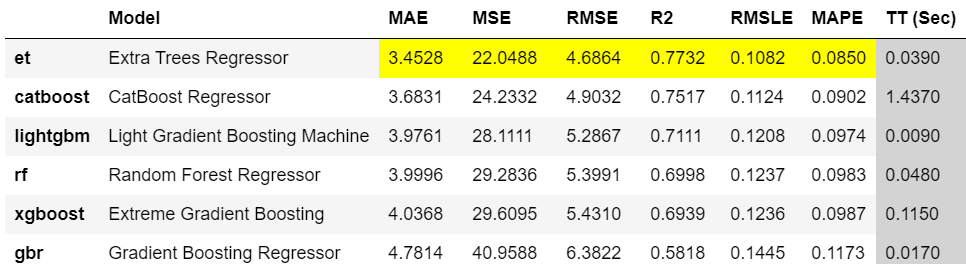 Model MAE MSE RMSE R2 RMSLE MAPE TT (Sec)
et Extra Trees Regressor 3.4528 22.0488 4.6864 0.7732 0.1082 0.0850 0.0390
catboost CatBoost Regressor 3.6831 24.2332 4.9032 0.7517 0.1124 0.0902 1.4370
lightgbm Light Gradient Boosting Machine 3.9761 28.1111 5.2867 0.7111 0.1208 0.0974 0.0090
rf Random Forest Regressor 3.9996 29.2836 5.3991 0.6998 0.1237 0.0983 0.0480
xgboost Extreme Gradient Boosting 4.0368 29.6095 5.4310 0.6939 0.1236 0.0987 0.1150
gbr Gradient Boosting Regressor 4.7814 40.9588 6.3822 0.5818 0.1445 0.1173 0.0170